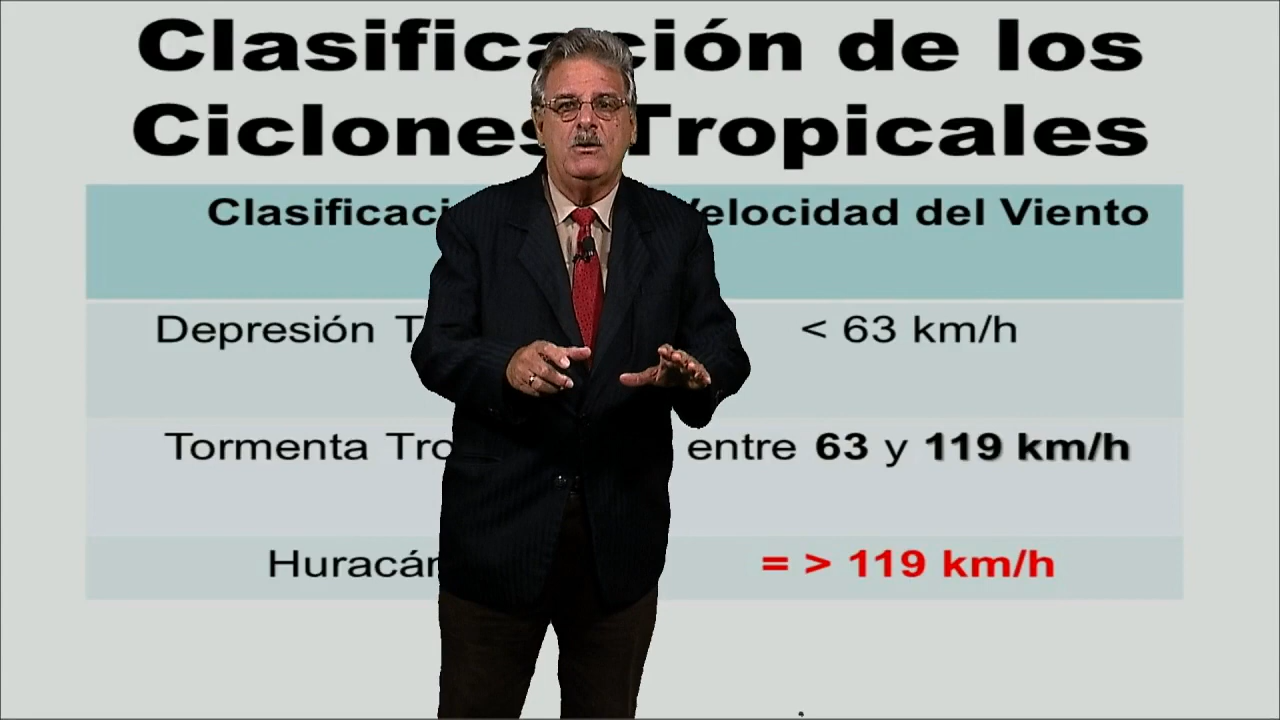 Clasificación de los
Ciclones Tropicales
Clasificaci Velocidad del Viento
Depresión T < 63 km/h
Tormenta Tro entre 63 y 119 km/h
Huracán = > 119 km/h